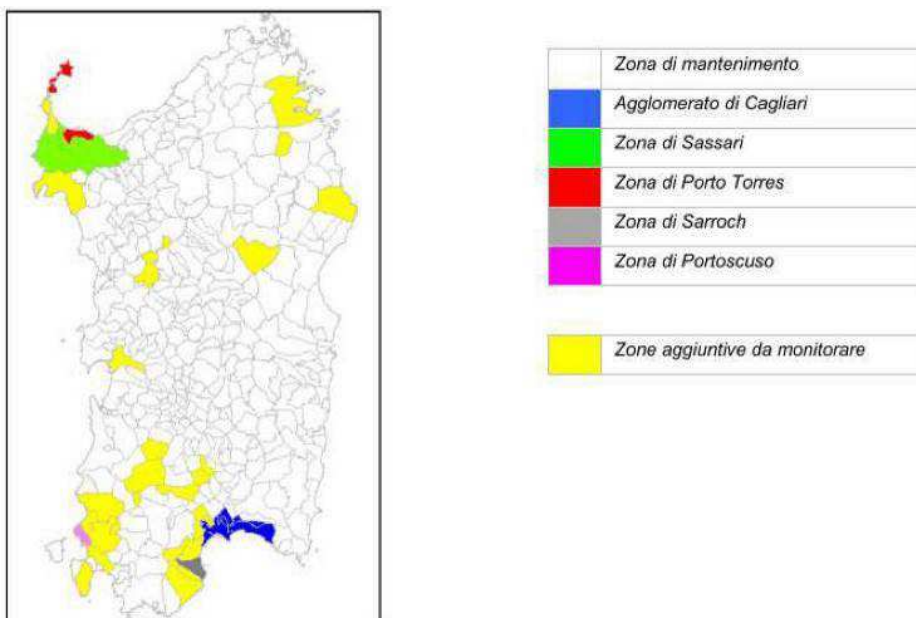 Zona di mantenimento
Agglomerato di Cagliari
Zona di Sassari
Zona di Porto Torres
Zona di Sarroch
Zona di Portoscuso
Zone aggiuntive da monitorare